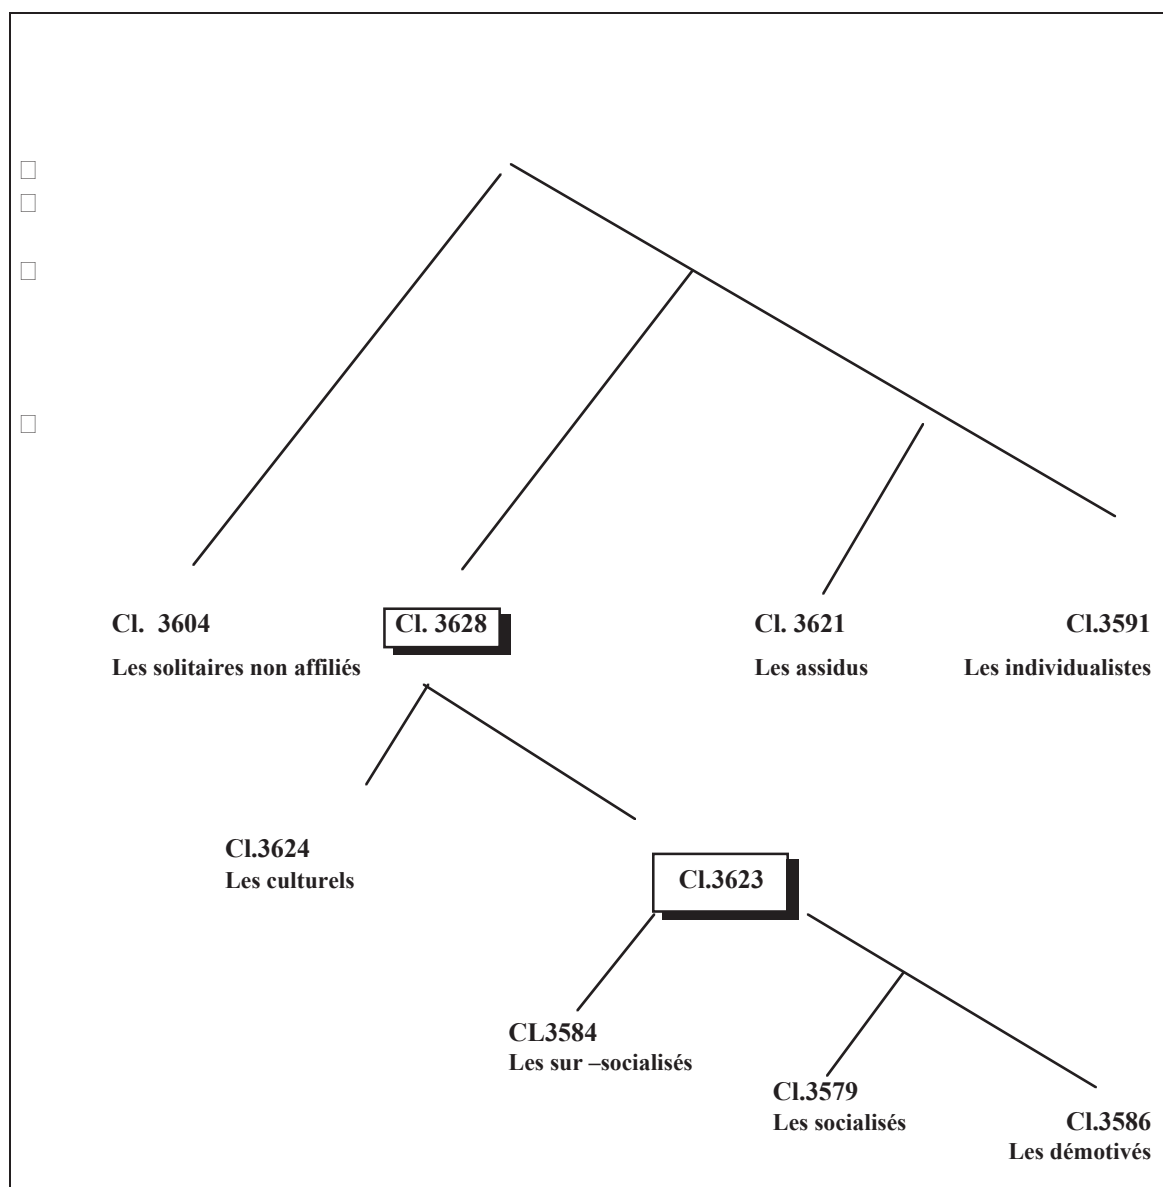 Cl. 3604
Les solitaires non affiliés
Cl. 3628
Cl. 3621
Les assidus
Cl.3591
Les individualistes
Cl.3624
Les culturels
Cl.3623
CL3584
Les sur –socialisés
Cl.3579
Les socialisés
Cl.3586
Les démotivés